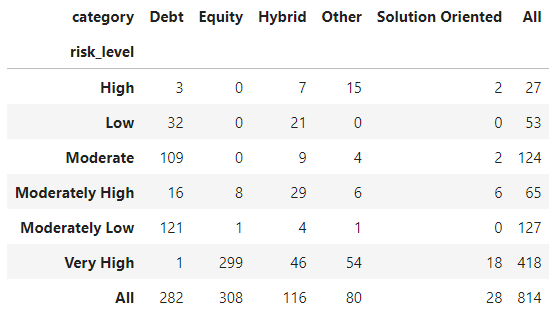 category Debt Equity Hybrid Other Solution Oriented All
risk_level
High 3 0 7 15 2 27
Low 32 0 21 0 0 53
Moderate 109 0 9 4 2 124
Moderately High 16 8 29 6 6 65
Moderately Low 121 1 4 1 0 127
Very High 1 299 46 54 18 418
All 282 308 116 80 28 814